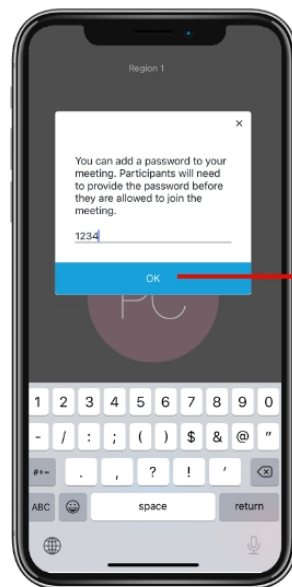 Region 1
×
You can add a password to your
meeting. Participants will need
to provide the password before
they are allowed to join the
meeting.
1234
OK
PC
1 2 3 4 5 6 7 8 9 0
- / : ; ( ) $ & @ "
#+= . , ? ! '
ABC space return